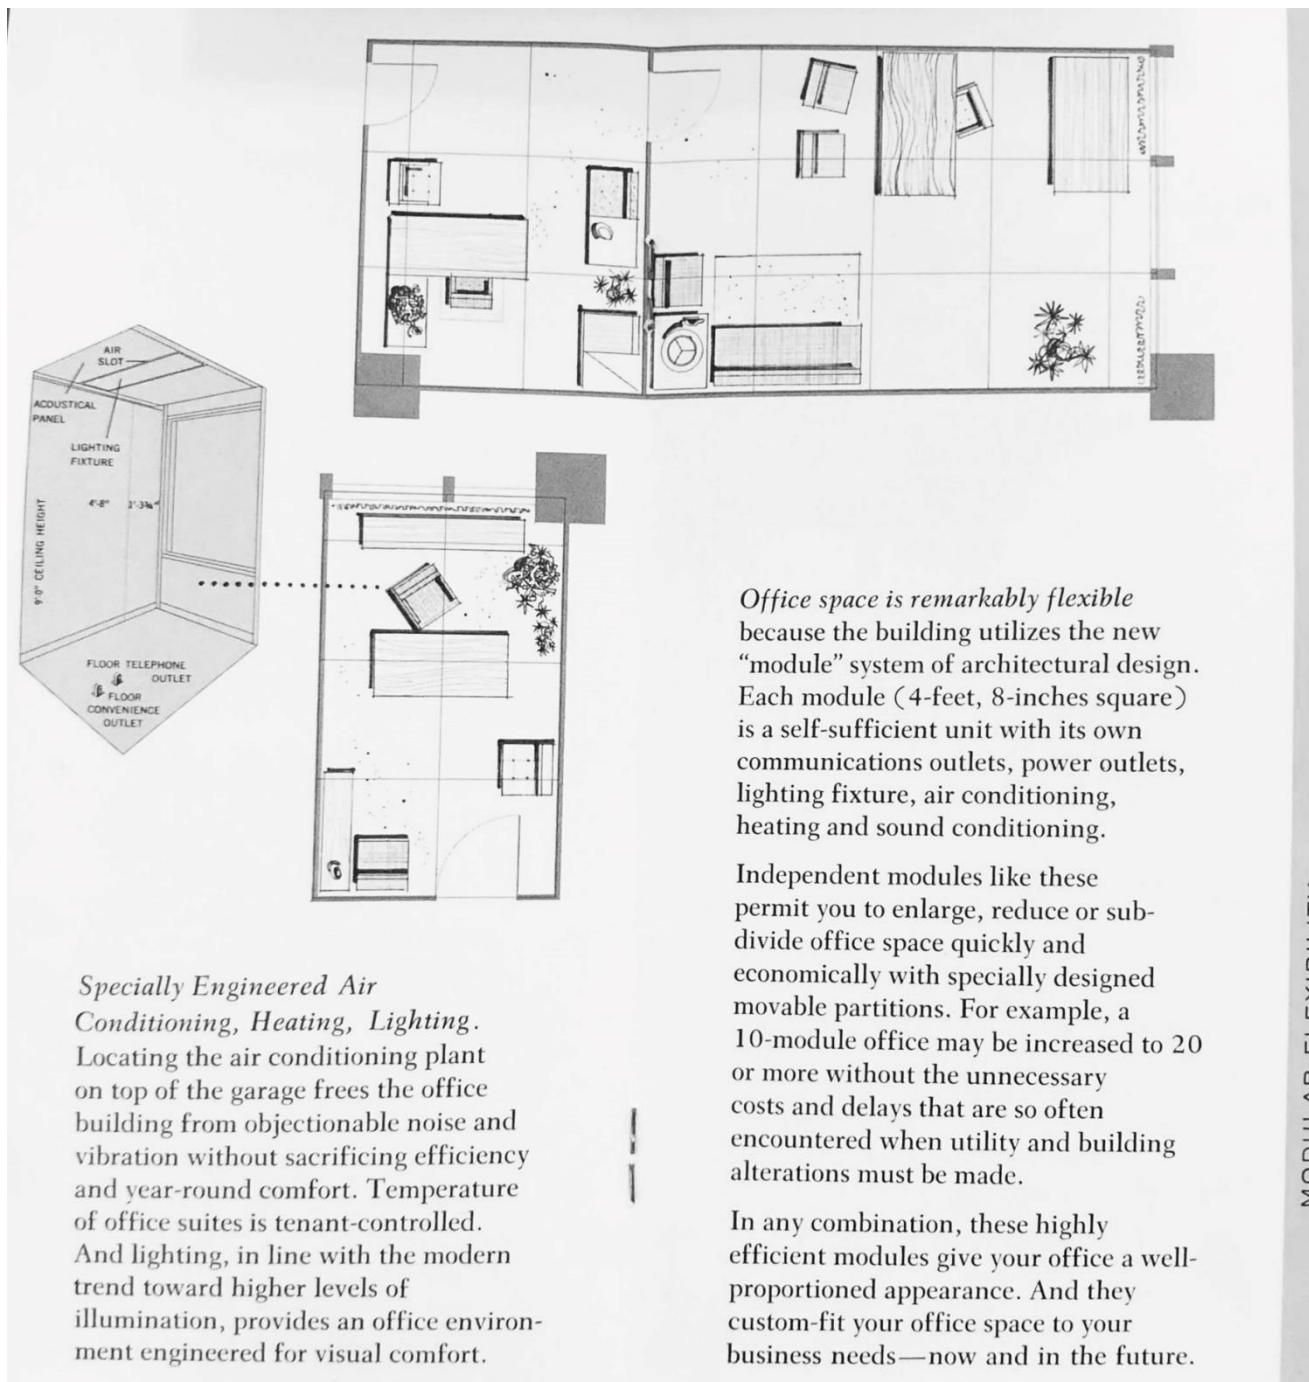 AIR
SLOT
ACOUSTICAL
PANEL
LIGHTING
FIXTURE
4'-8"
9'-0" CEILING HEIGHT
FLOOR TELEPHONE
OUTLET
FLOOR
CONVENIENCE
OUTLET
Specially Engineered Air
Conditioning, Heating, Lighting.
Locating the air conditioning plant
on top of the garage frees the office
building from objectionable noise and
vibration without sacrificing efficiency
and year-round comfort. Temperature
of office suites is tenant-controlled.
And lighting, in line with the modern
trend toward higher levels of
illumination, provides an office environ-
ment engineered for visual comfort.
Office space is remarkably flexible
because the building utilizes the new
“module” system of architectural design.
Each module (4-feet, 8-inches square)
is a self-sufficient unit with its own
communications outlets, power outlets,
lighting fixture, air conditioning,
heating and sound conditioning.
Independent modules like these
permit you to enlarge, reduce or sub-
divide office space quickly and
economically with specially designed
movable partitions. For example, a
10-module office may be increased to 20
or more without the unnecessary
costs and delays that are so often
encountered when utility and building
alterations must be made.
In any combination, these highly
efficient modules give your office a well-
proportioned appearance. And they
custom-fit your office space to your
business needs—now and in the future.